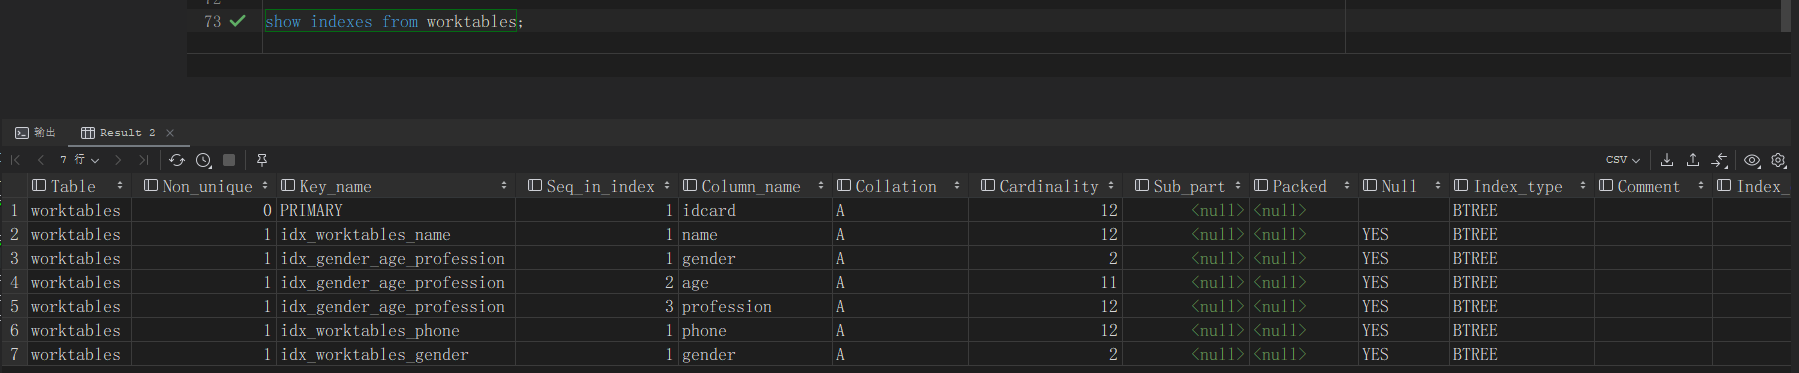 73 show indexes from worktables;
输出 Result 2
7 行 CSV
Table Non_unique Key_name Seq_in_index Column_name Collation Cardinality Sub_part Packed Null Index_type Comment Index_
1 worktables 0 PRIMARY 1 idcard A 12 <null> <null> BTREE
2 worktables 1 idx_worktables_name 1 name A 12 <null> <null> YES BTREE
3 worktables 1 idx_gender_age_profession 1 gender A 2 <null> <null> YES BTREE
4 worktables 1 idx_gender_age_profession 2 age A 11 <null> <null> YES BTREE
5 worktables 1 idx_gender_age_profession 3 profession A 12 <null> <null> YES BTREE
6 worktables 1 idx_worktables_phone 1 phone A 12 <null> <null> YES BTREE
7 worktables 1 idx_worktables_gender 1 gender A 2 <null> <null> YES BTREE